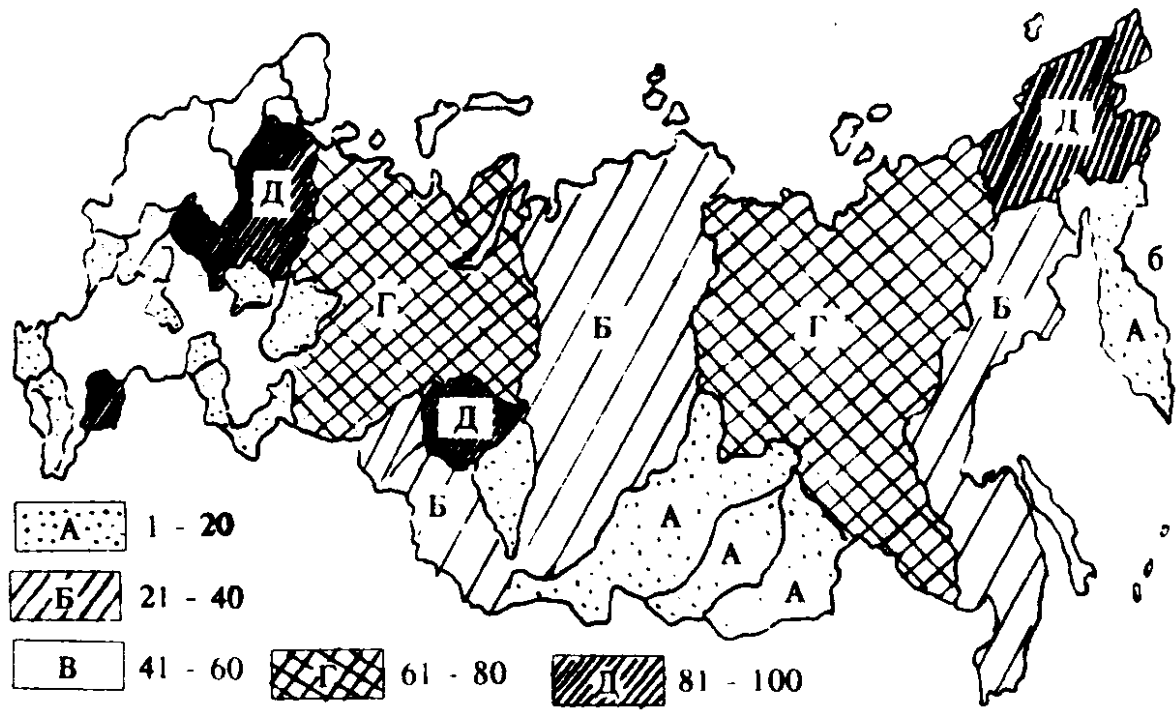 Д
Д
б
Г
Б
Г
Б
А
Д
Б
А
А
А
А 1 - 20
Б 21 - 40
В 41 - 60
Г 61 - 80
Д 81 - 100